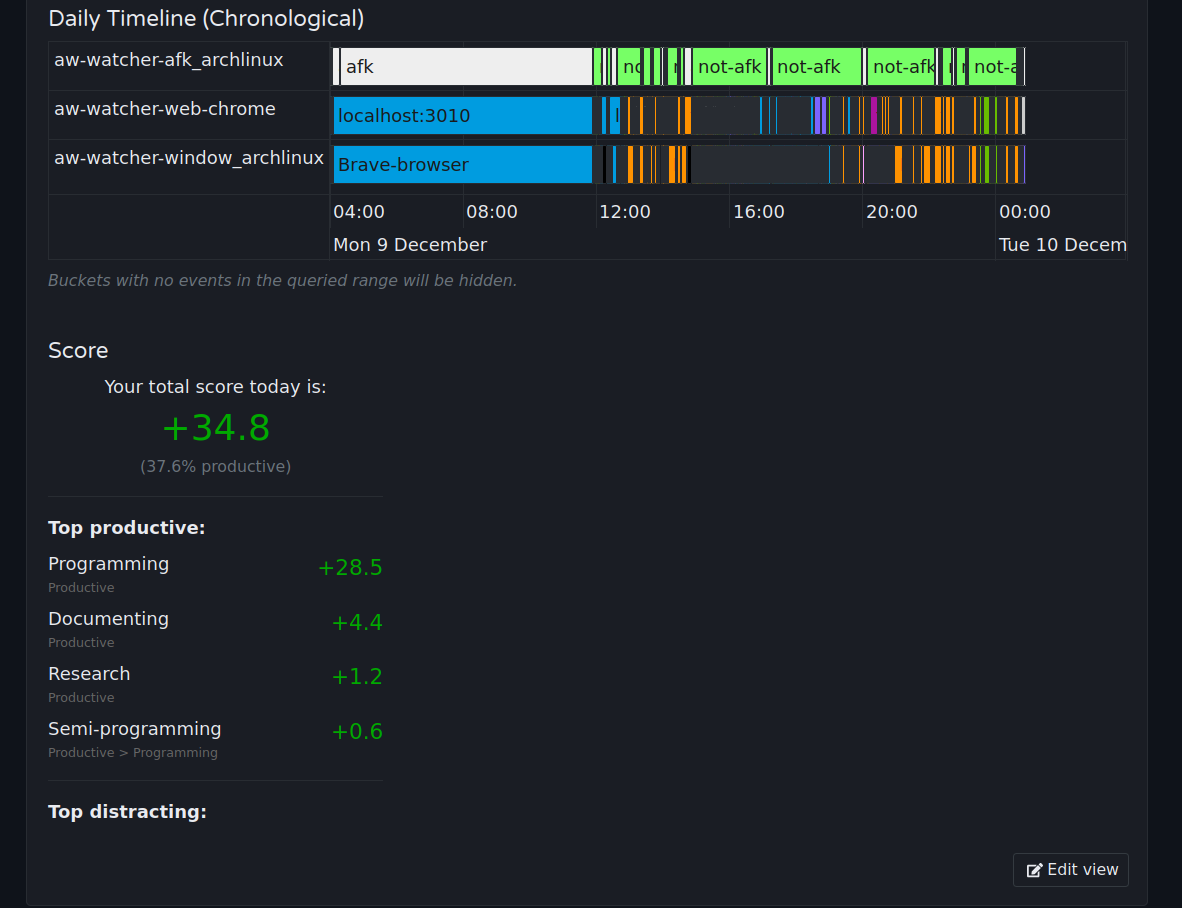 Daily Timeline (Chronological)
aw-watcher-afk_archlinux
afk
not-afk
not-afk
not-afk
not-a
aw-watcher-web-chrome
localhost:3010
aw-watcher-window_archlinux
Brave-browser
04:00 08:00 12:00 16:00 20:00 00:00
Mon 9 December Tue 10 Decem
Buckets with no events in the queried range will be hidden.
Score
Your total score today is:
+34.8
(37.6% productive)
Top productive:
Programming +28.5
Productive
Documenting +4.4
Productive
Research +1.2
Productive
Semi-programming +0.6
Productive > Programming
Top distracting:
Edit view